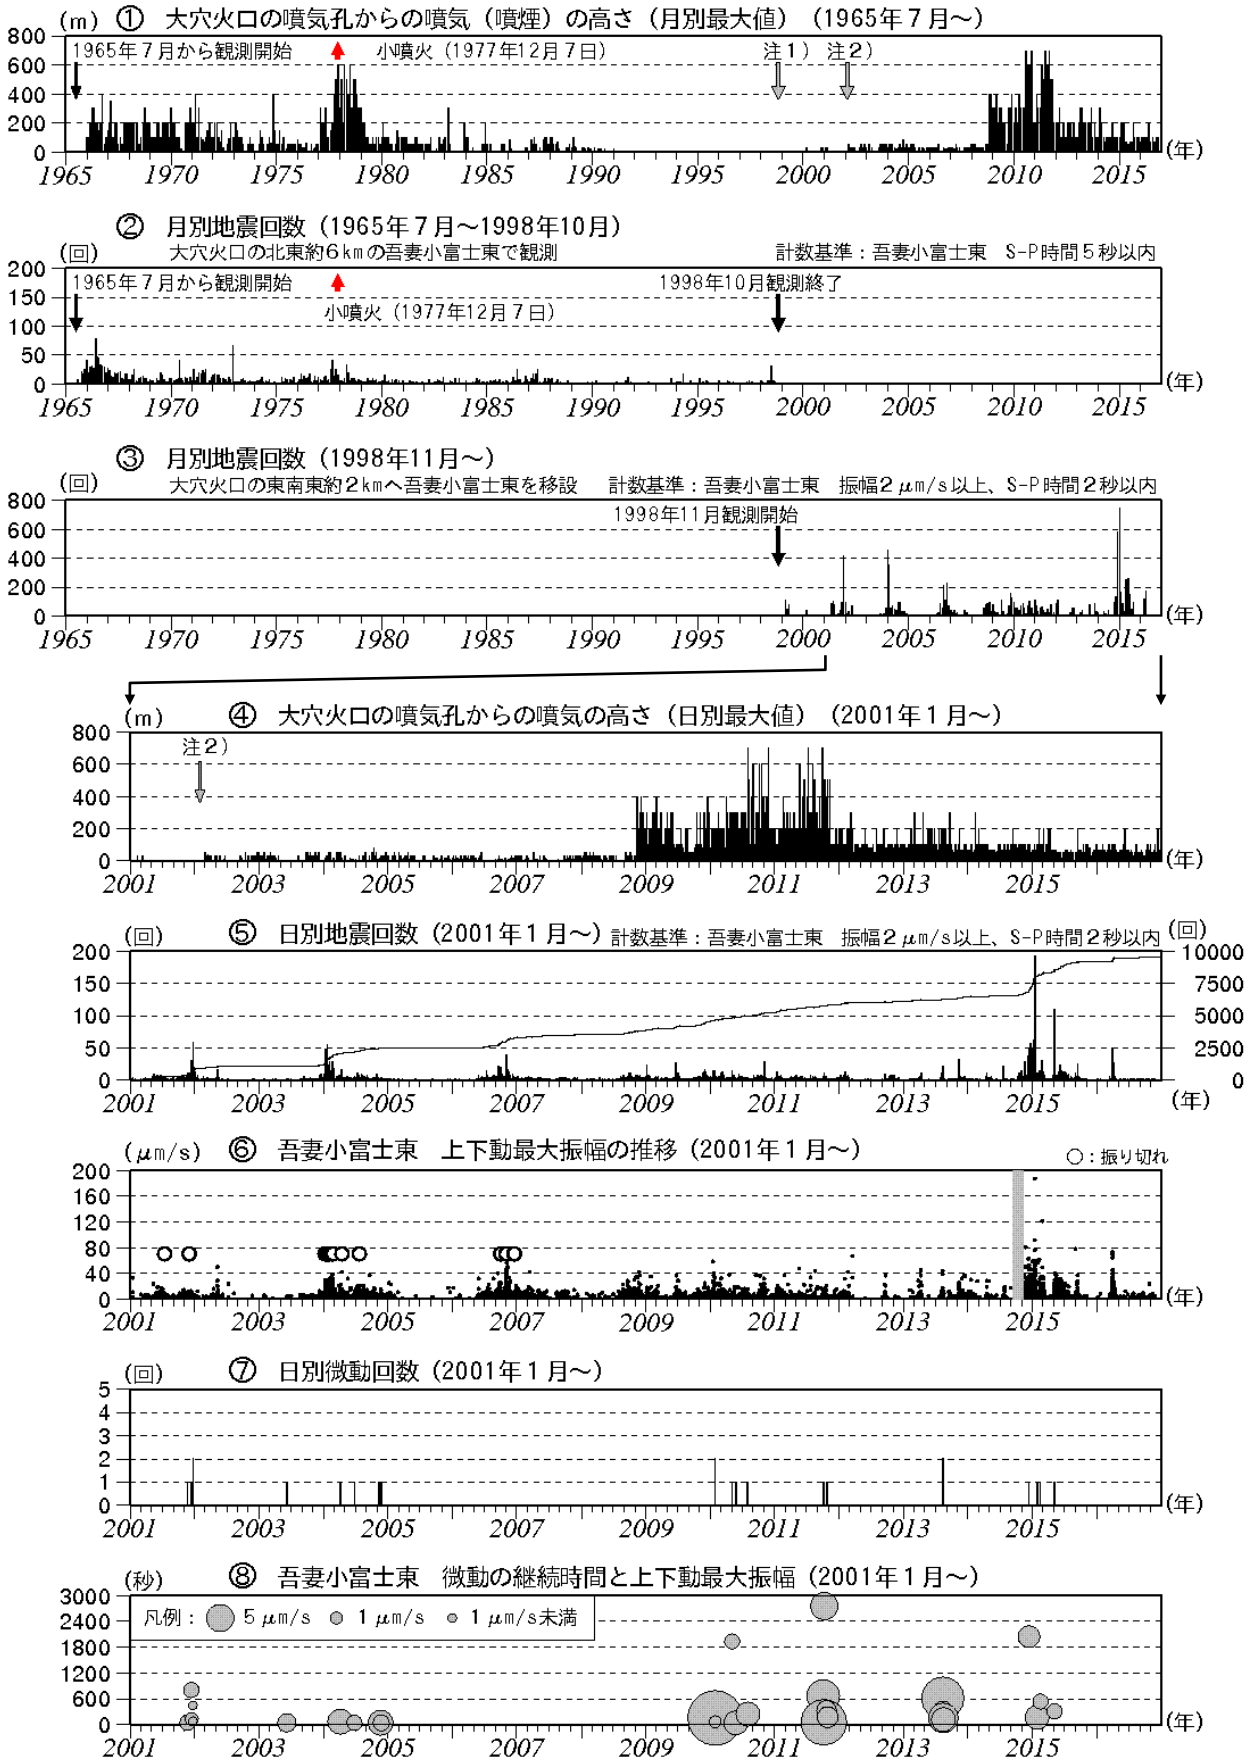 ① 大穴火口の噴気孔からの噴気（噴煙）の高さ（月別最大値）（1965年７月～）
(m)
800
600
400
200
0
1965年７月から観測開始 小噴火（1977年12月７日） 注１） 注２）
1965 1970 1975 1980 1985 1990 1995 2000 2005 2010 2015 (年)
② 月別地震回数（1965年７月～1998年10月）
(回) 大穴火口の北東約６kmの吾妻小富士東で観測 計数基準：吾妻小富士東 S-P時間５秒以内
200
150
100
50
0
1965年７月から観測開始 1998年10月観測終了
小噴火（1977年12月７日）
1965 1970 1975 1980 1985 1990 1995 2000 2005 2010 2015 (年)
③ 月別地震回数（1998年11月～）
(回) 大穴火口の東南東約２kmへ吾妻小富士東を移設 計数基準：吾妻小富士東 振幅２μm/s以上、S-P時間２秒以内
800
600
400
200
0
1998年11月観測開始
1965 1970 1975 1980 1985 1990 1995 2000 2005 2010 2015 (年)
(m) ④ 大穴火口の噴気孔からの噴気の高さ（日別最大値）（2001年１月～）
800
600
400
200
0
注２）
2001 2003 2005 2007 2009 2011 2013 2015 (年)
(回) ⑤ 日別地震回数（2001年１月～） 計数基準：吾妻小富士東 振幅２μm/s以上、S-P時間２秒以内 (回)
200 10000
150 7500
100 5000
50 2500
0 0
2001 2003 2005 2007 2009 2011 2013 2015 (年)
(μm/s) ⑥ 吾妻小富士東 上下動最大振幅の推移（2001年１月～） ○：振り切れ
200
160
120
80
40
0
2001 2003 2005 2007 2009 2011 2013 2015 (年)
(回) ⑦ 日別微動回数（2001年１月～）
5
4
3
2
1
0
2001 2003 2005 2007 2009 2011 2013 2015 (年)
(秒) ⑧ 吾妻小富士東 微動の継続時間と上下動最大振幅（2001年１月～）
3000
2400
1800
1200
600
0
凡例： 5 μm/s 1 μm/s 1 μm/s未満
2001 2003 2005 2007 2009 2011 2013 2015 (年)